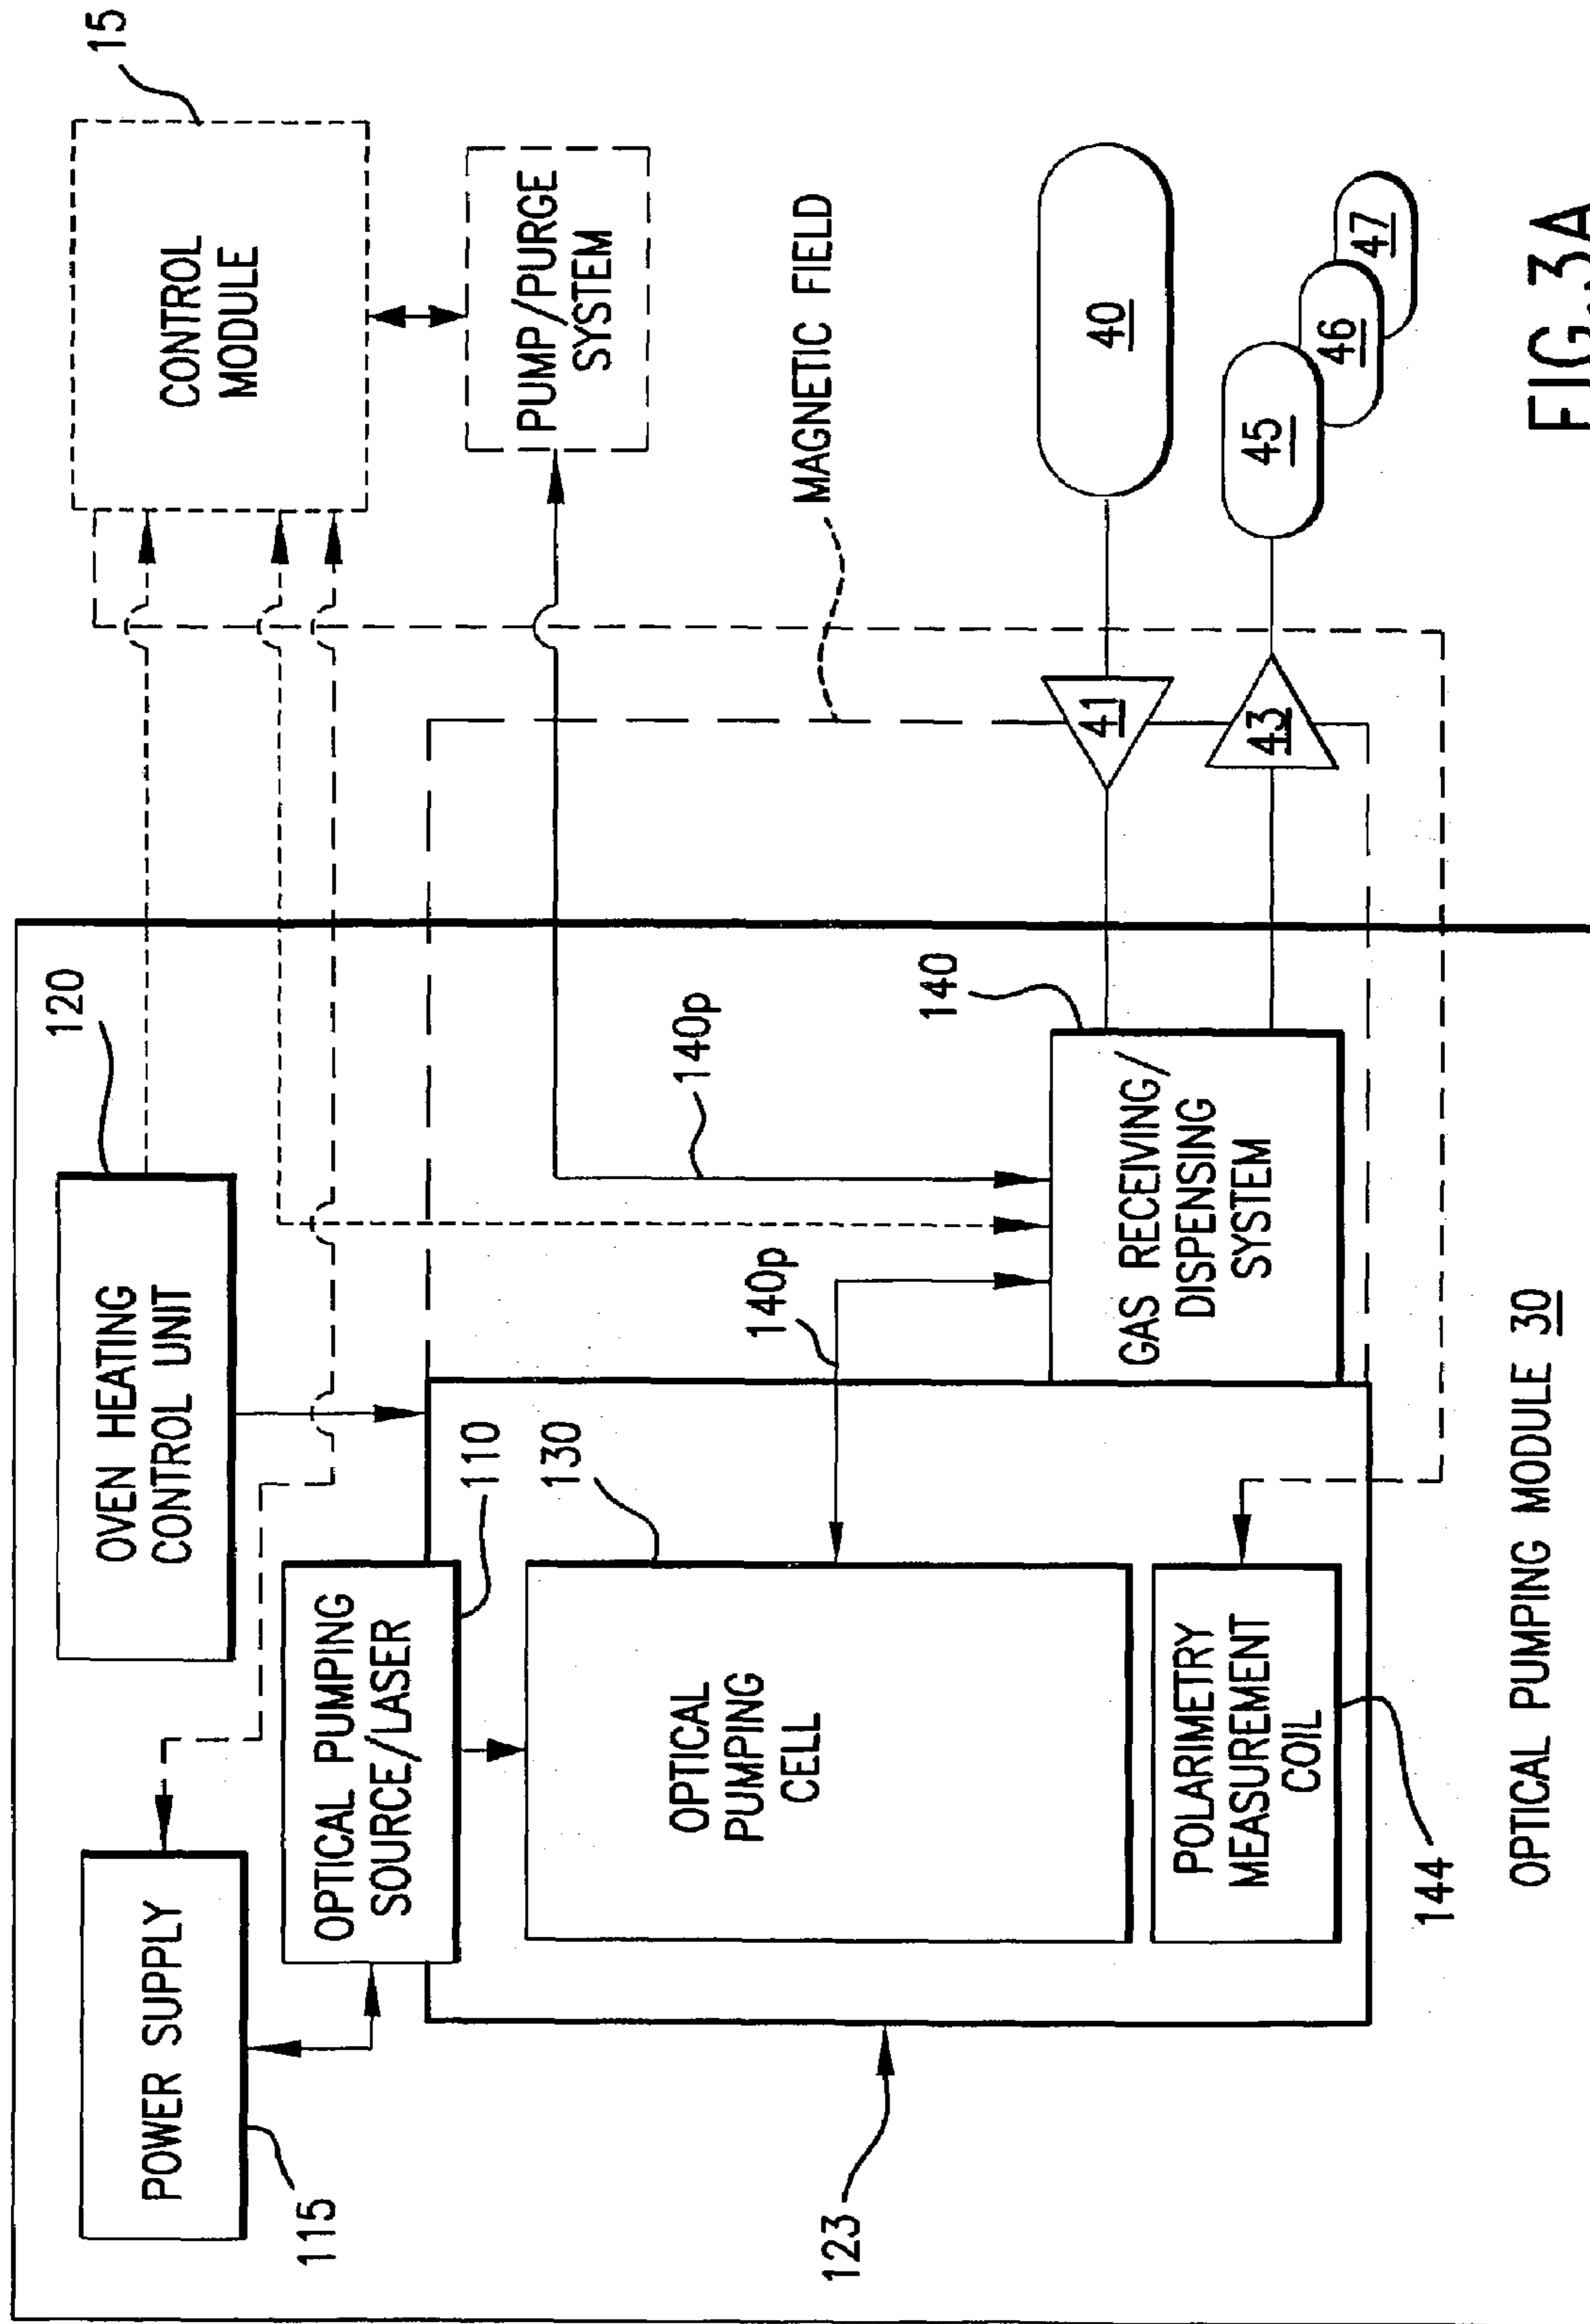 15
CONTROL
MODULE
PUMP/PURGE
SYSTEM
MAGNETIC FIELD
40
41
43
45
46
47
120
OVEN HEATING
CONTROL UNIT
140p
140p
140
GAS RECEIVING/
DISPENSING
SYSTEM
110
130
POWER SUPPLY
115
OPTICAL PUMPING
SOURCE/LASER
OPTICAL
PUMPING
CELL
POLARIMETRY
MEASUREMENT
COIL
144
123
OPTICAL PUMPING MODULE 30
FIG.3A